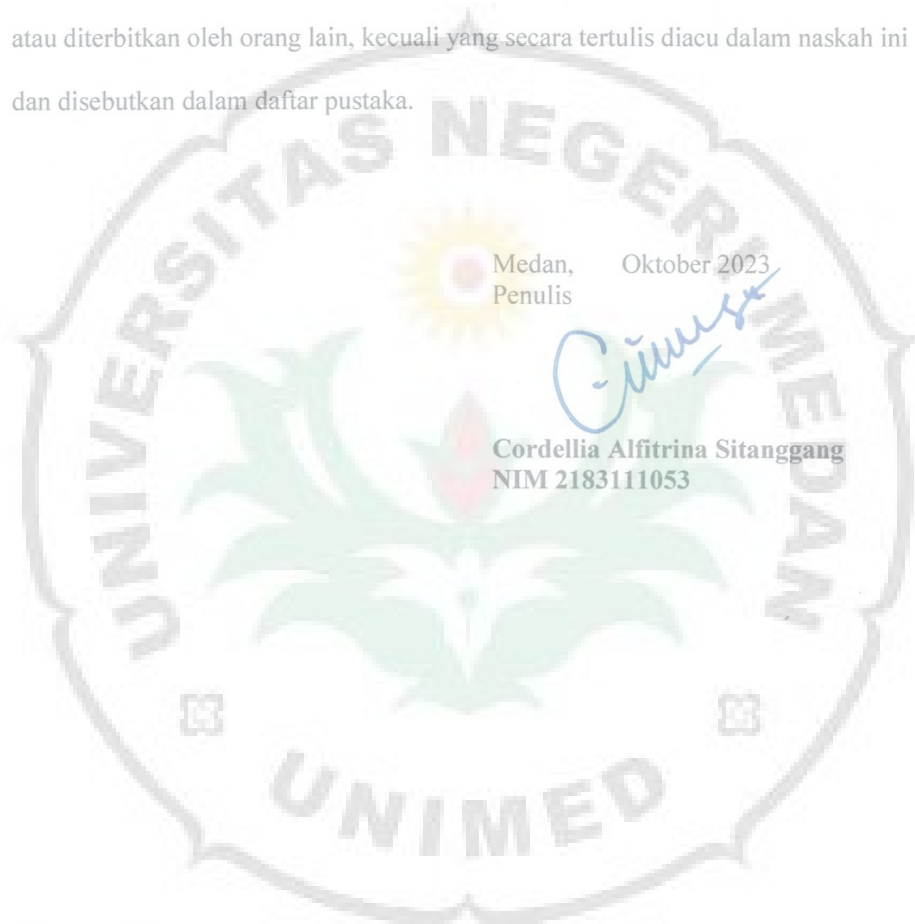 atau diterbitkan oleh orang lain, kecuali yang secara tertulis diacu dalam naskah ini
dan disebutkan dalam daftar pustaka.
UNIVERSITAS NEGERI MEDAN
Medan, Oktober 2023
Penulis
Cordellia Alfitrina Sitanggang
NIM 2183111053
UNIMED